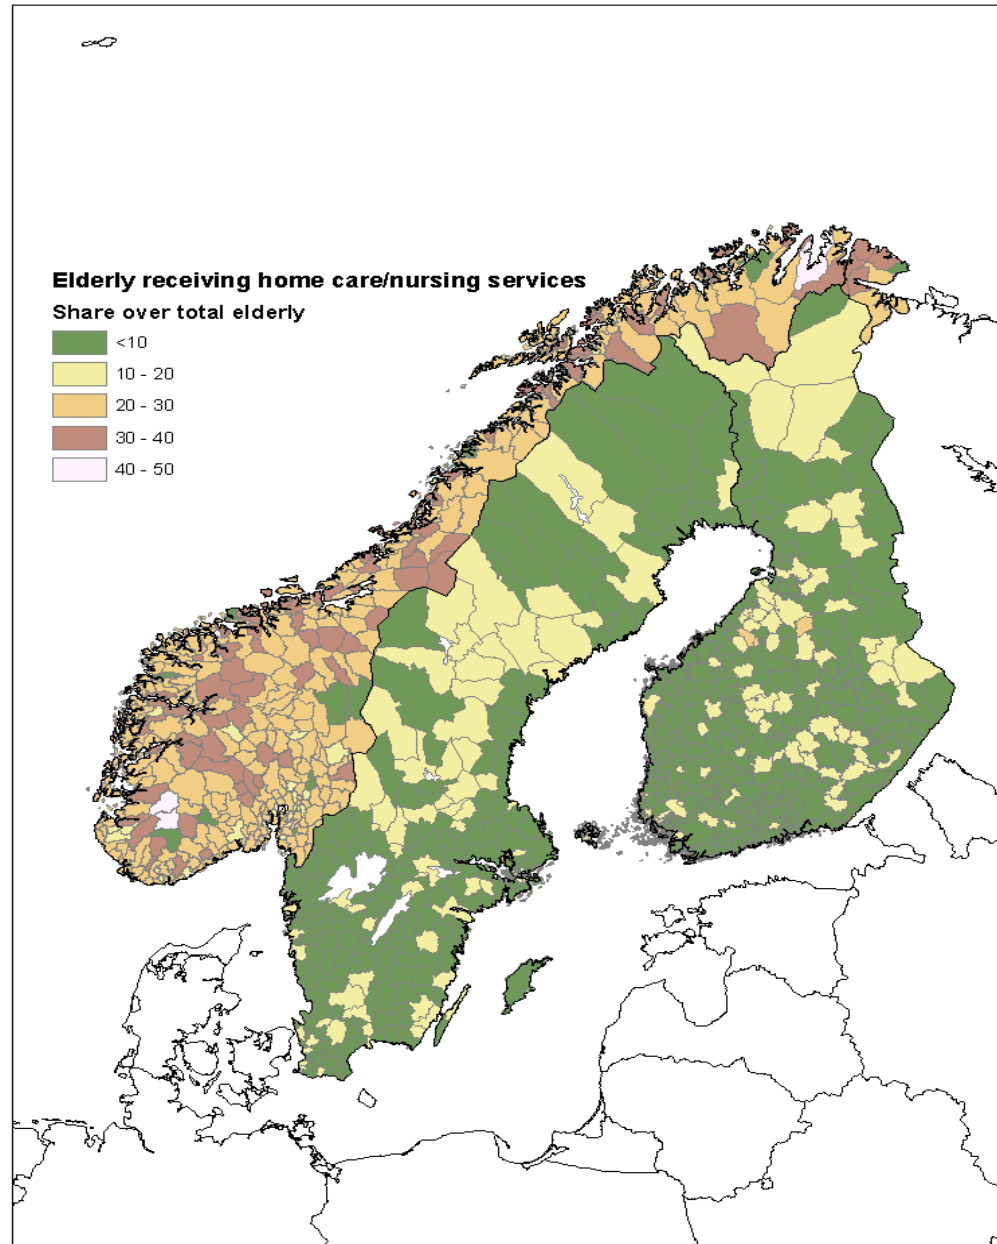 Elderly receiving home care/nursing services
Share over total elderly
<10
10 - 20
20 - 30
30 - 40
40 - 50